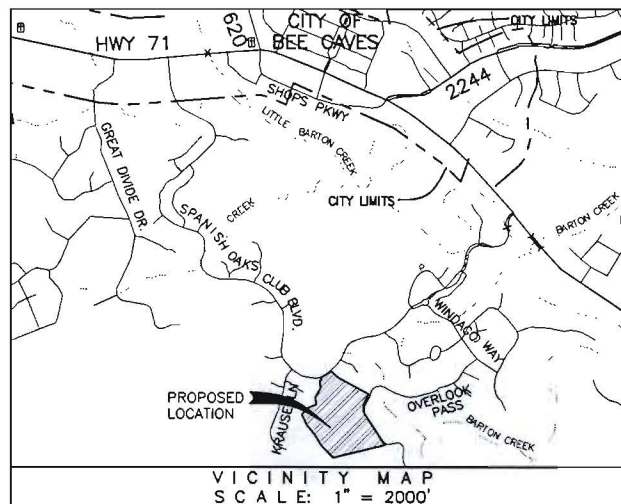 CITY OF
BEE CAVES
CITY LIMITS
HWY 71
620
2244
SHOPS PKWY
LITTLE BARTON CREEK
GREAT DIVIDE DR.
CREEK
CITY LIMITS
SPANISH OAKS CLUB BLVD.
BARTON CREEK
WINDAGO WAY
PROPOSED
LOCATION
KRAUSE LN
OVERLOOK
PASS
BARTON CREEK
VICINITY MAP
SCALE: 1" = 2000'